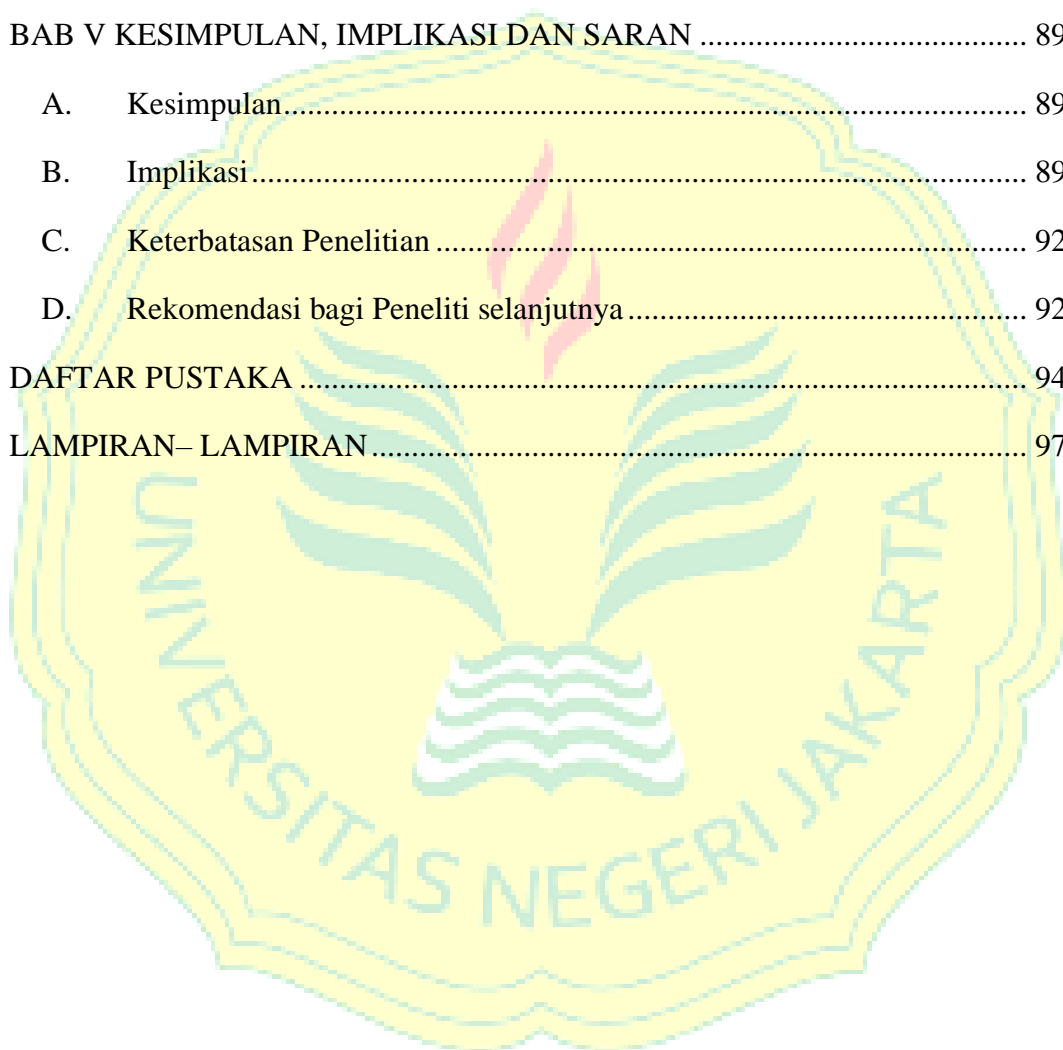 BAB V KESIMPULAN, IMPLIKASI DAN SARAN ....................................... 89
A. Kesimpulan.......................................................................................... 89
B. Implikasi.............................................................................................. 89
C. Keterbatasan Penelitian ....................................................................... 92
D. Rekomendasi bagi Peneliti selanjutnya................................................ 92
DAFTAR PUSTAKA ....................................................................................... 94
LAMPIRAN– LAMPIRAN............................................................................... 97
UNIVERSITAS NEGERI JAKARTA